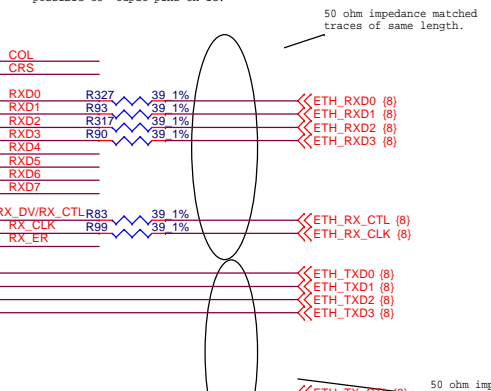 50 ohm impedance matched
traces of same length.
COL
CRS
RXD0 R327 39_1% ETH_RXD0 {8}
RXD1 R93 39_1% ETH_RXD1 {8}
RXD2 R317 39_1% ETH_RXD2 {8}
RXD3 R90 39_1% ETH_RXD3 {8}
RXD4
RXD5
RXD6
RXD7
RX_DV/RX_CTL R83 39_1% ETH_RX_CTL {8}
RX_CLK R99 39_1% ETH_RX_CLK {8}
RX_ER
ETH_TXD0 {8}
ETH_TXD1 {8}
ETH_TXD2 {8}
ETH_TXD3 {8}
50 ohm